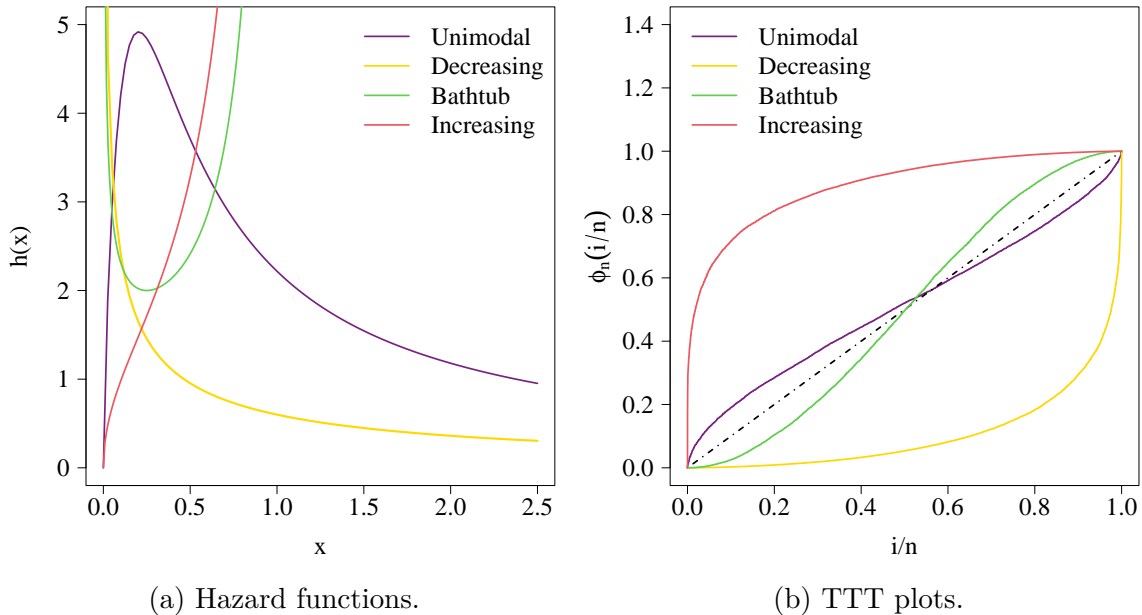 5
4
3
2
1
0
h(x)
0.0 0.5 1.0 1.5 2.0 2.5
x
Unimodal
Decreasing
Bathtub
Increasing
(a) Hazard functions.
1.4
1.2
1.0
0.8
0.6
0.4
0.2
0.0
ϕn(i/n)
0.0 0.2 0.4 0.6 0.8 1.0
i/n
Unimodal
Decreasing
Bathtub
Increasing
(b) TTT plots.